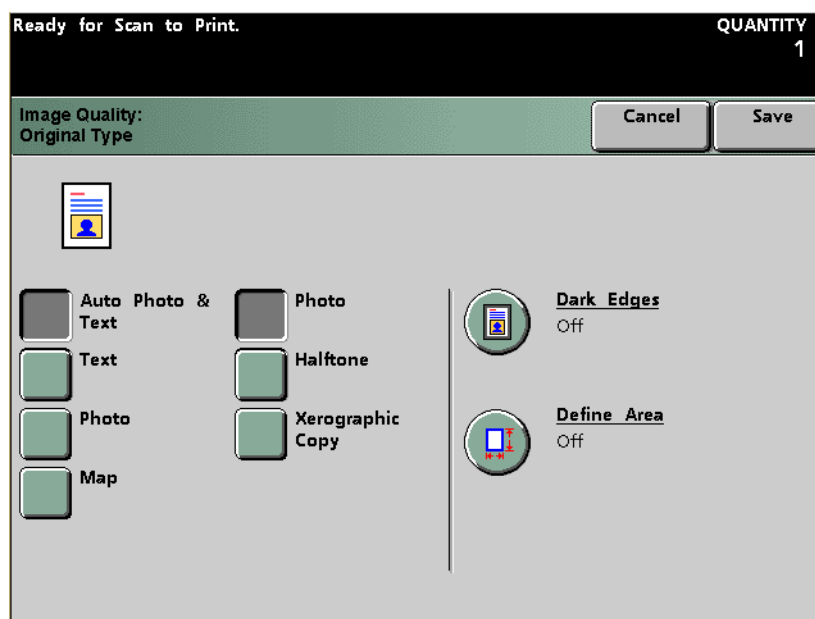 Ready for Scan to Print.
QUANTITY
1
Image Quality:
Original Type
Cancel
Save
Auto Photo &
Text
Text
Photo
Map
Photo
Halftone
Xerographic
Copy
Dark Edges
Off
Define Area
Off